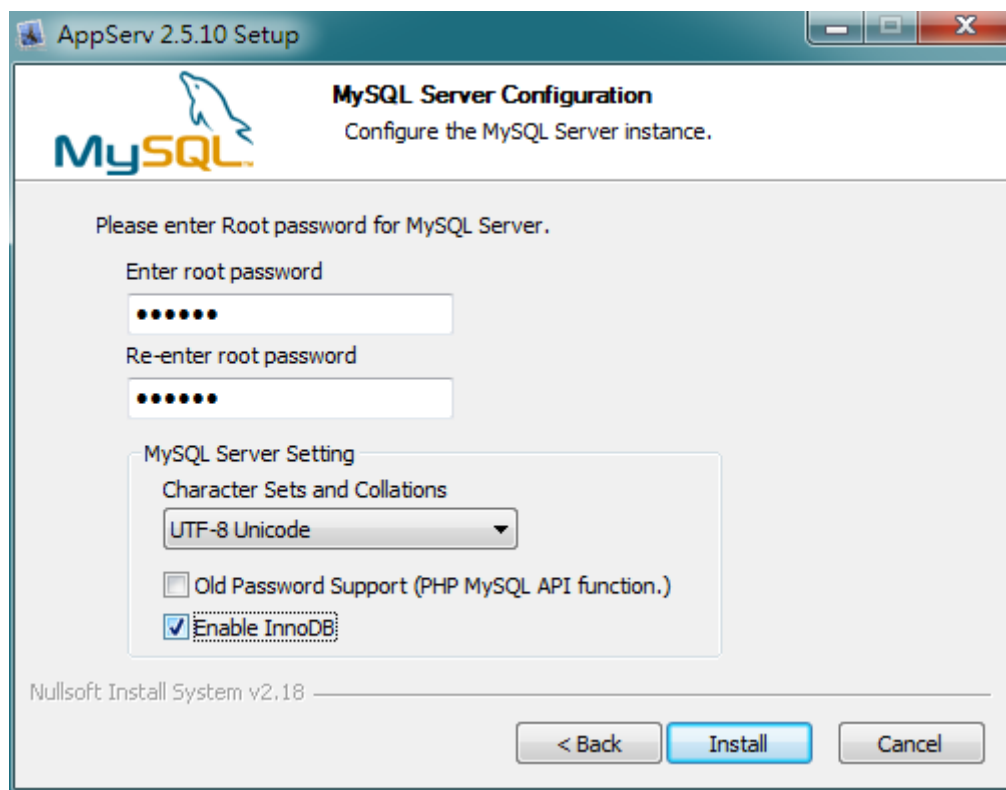 AppServ 2.5.10 Setup
MySQL Server Configuration
Configure the MySQL Server instance.
MySQL™
Please enter Root password for MySQL Server.
Enter root password
••••••
Re-enter root password
••••••
MySQL Server Setting
Character Sets and Collations
UTF-8 Unicode
Old Password Support (PHP MySQL API function.)
Enable InnoDB
Nullsoft Install System v2.18
< Back Install Cancel